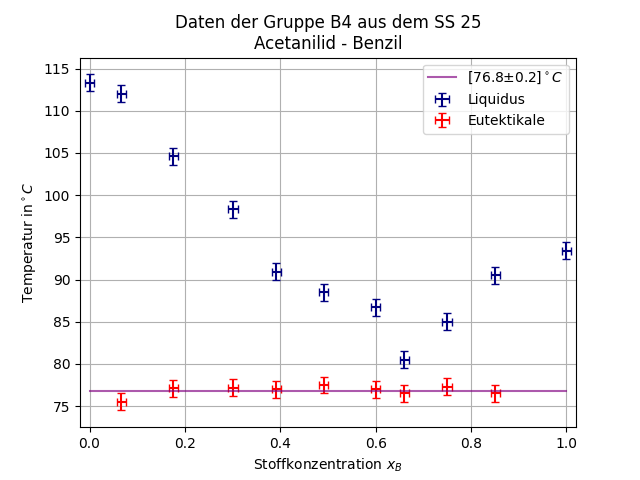 Daten der Gruppe B4 aus dem SS 25
Acetanilid - Benzil
[76.8±0.2]°C
Liquidus
Eutektikale
Temperatur in°C
115
110
105
100
95
90
85
80
75
0.0 0.2 0.4 0.6 0.8 1.0
Stoffkonzentration x_B